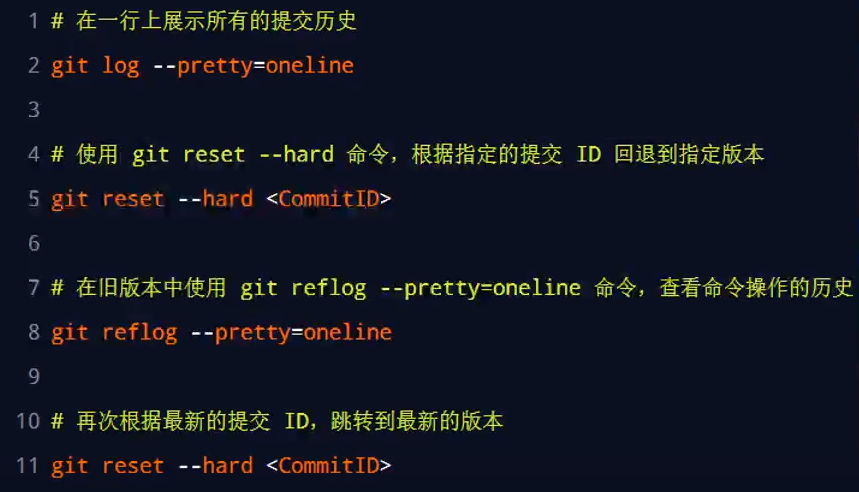 1 # 在一行上展示所有的提交历史
2 git log --pretty=oneline
3
4 # 使用 git reset --hard 命令，根据指定的提交 ID 回退到指定版本
5 git reset --hard <CommitID>
6
7 # 在旧版本中使用 git reflog --pretty=oneline 命令，查看命令操作的历史
8 git reflog --pretty=oneline
9
10 # 再次根据最新的提交 ID，跳转到最新的版本
11 git reset --hard <CommitID>